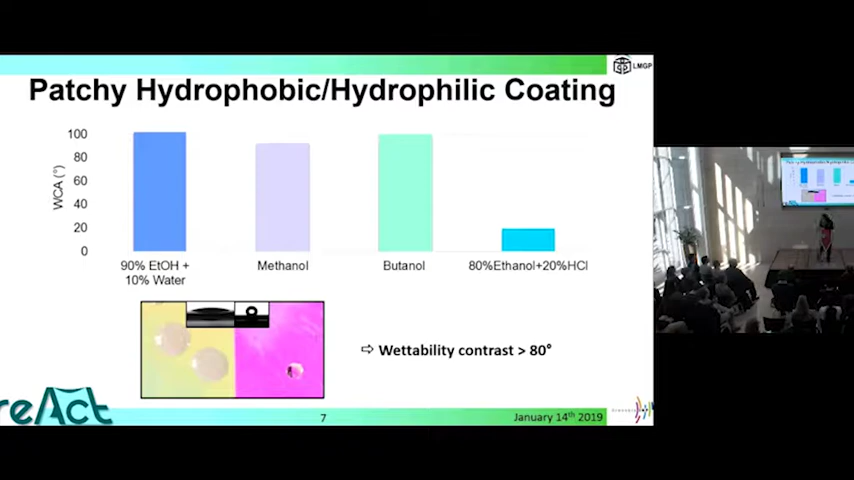 LMGP
Patchy Hydrophobic/Hydrophilic Coating
100
80
60
40
20
0
WCA (°)
90% EtOH +
10% Water
Methanol
Butanol
80%Ethanol+20%HCl
⇨ Wettability contrast > 80°
reAct
7
January 14th 2019